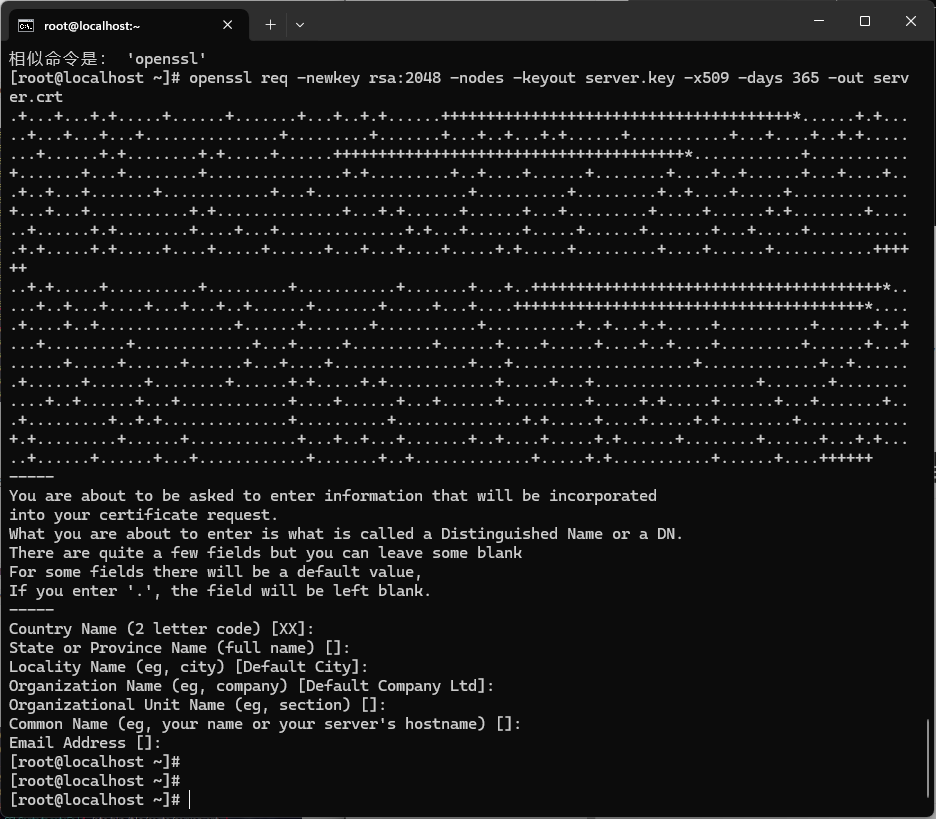 root@localhost:~
相似命令是： 'openssl'
[root@localhost ~]# openssl req -newkey rsa:2048 -nodes -keyout server.key -x509 -days 365 -out serv
er.crt
-----
You are about to be asked to enter information that will be incorporated
into your certificate request.
What you are about to enter is what is called a Distinguished Name or a DN.
There are quite a few fields but you can leave some blank
For some fields there will be a default value,
If you enter '.', the field will be left blank.
-----
Country Name (2 letter code) [XX]:
State or Province Name (full name) []:
Locality Name (eg, city) [Default City]:
Organization Name (eg, company) [Default Company Ltd]:
Organizational Unit Name (eg, section) []:
Common Name (eg, your name or your server's hostname) []:
Email Address []:
[root@localhost ~]#
[root@localhost ~]#
[root@localhost ~]#